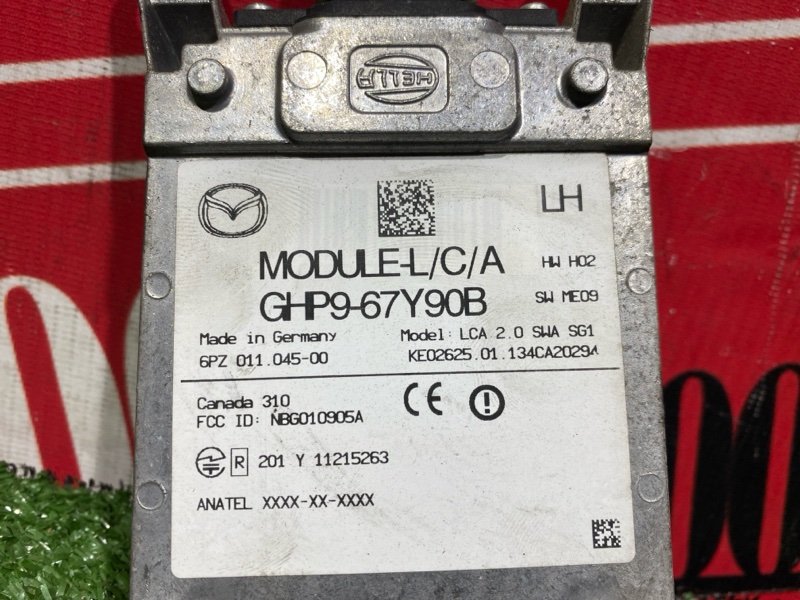 HELLA
LH
MODULE-L/C/A HW H02
GHP9-67Y90B SW ME09
Made in Germany Model: LCA 2.0 SWA SG1
6PZ 011.045-00 KE02625.01.134CA2029A
Canada 310
FCC ID: NBG010905A
CE
R 201 Y 11215263
ANATEL XXXX-XX-XXXX